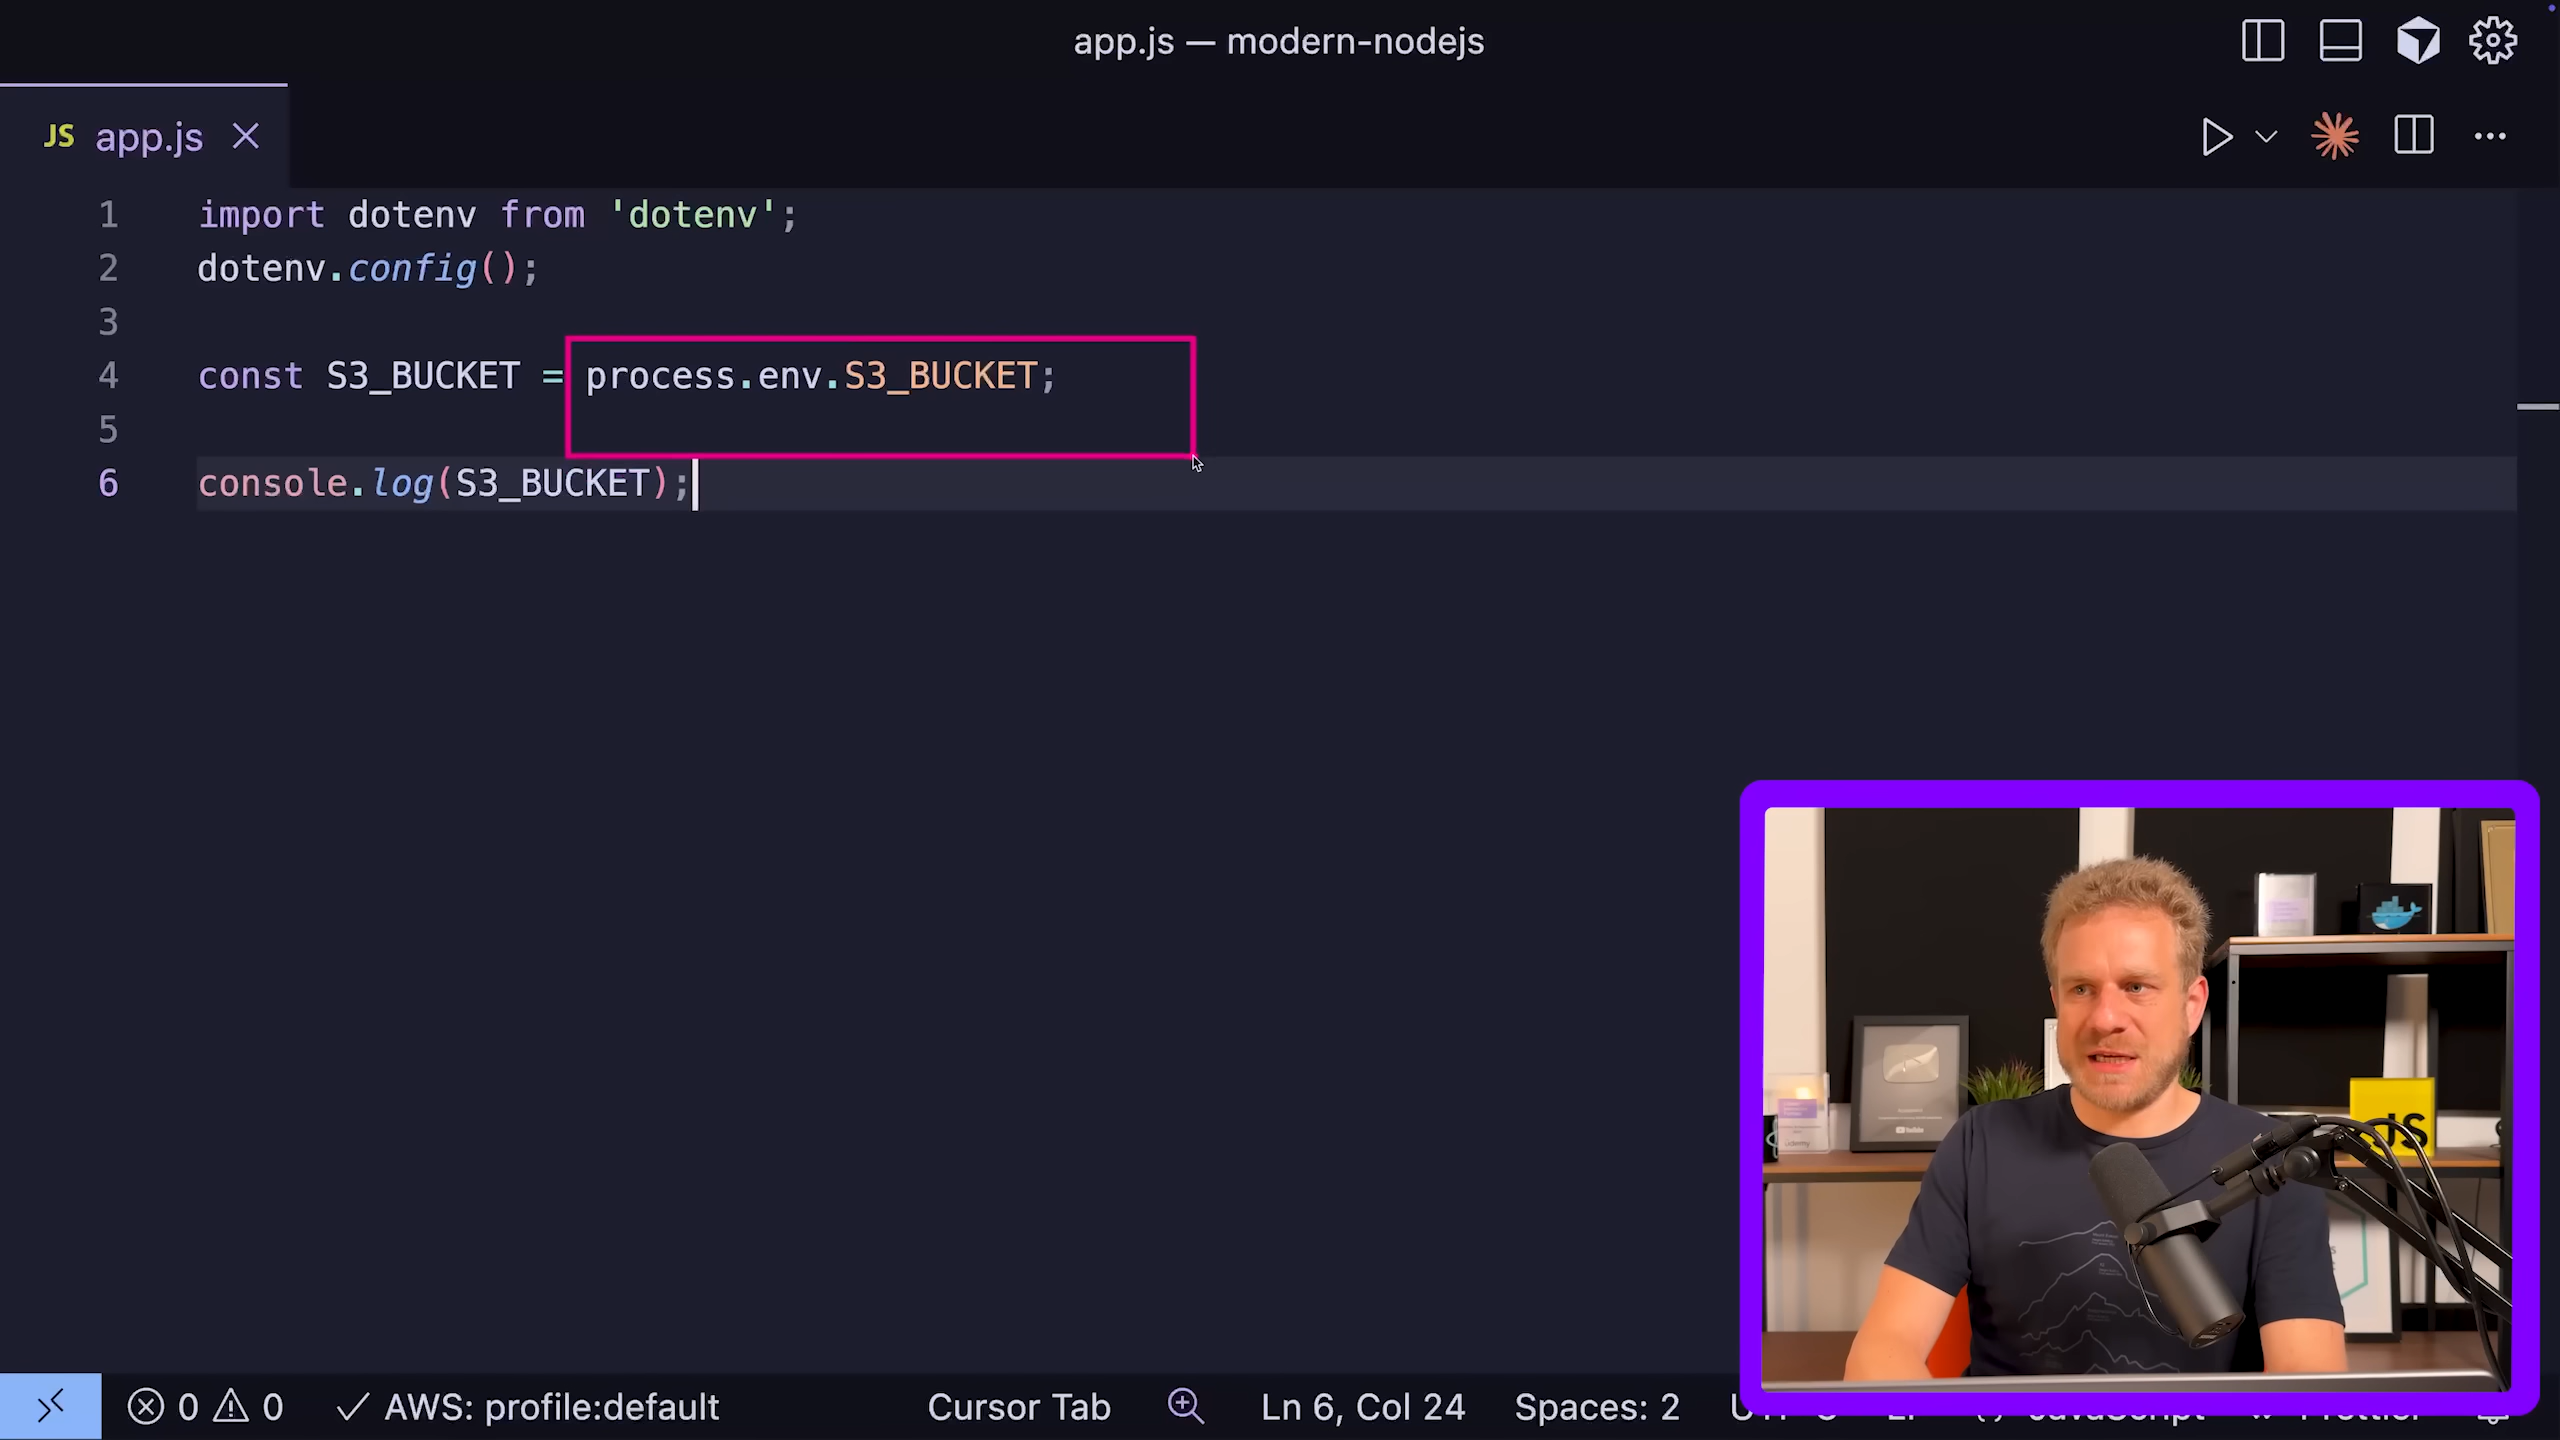 app.js — modern-nodejs
JS app.js
1 import dotenv from 'dotenv';
2 dotenv.config();
3
4 const S3_BUCKET = process.env.S3_BUCKET;
5
6 console.log(S3_BUCKET);
JS
0 0 AWS: profile:default Cursor Tab Ln 6, Col 24 Spaces: 2